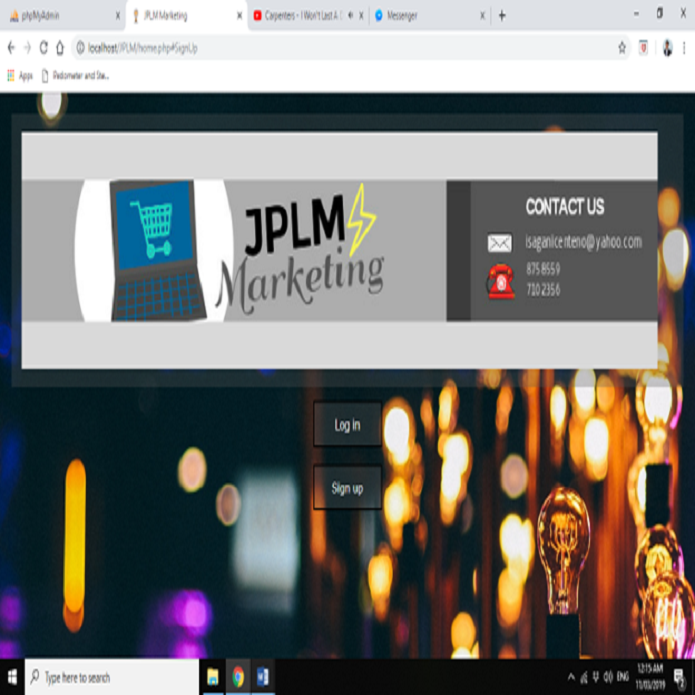 phpMyAdmin
JPLM Marketing
Carpenters - I Won't Last A D
Messenger
localhost/JPLM/home.php#SignUp
Apps
Pedometer and Ste...
JPLM
Marketing
CONTACT US
isaganicenteno@yahoo.com
875 8559
710 2356
Log in
Sign up
Type here to search
ENG
12:15 AM
11/03/2019